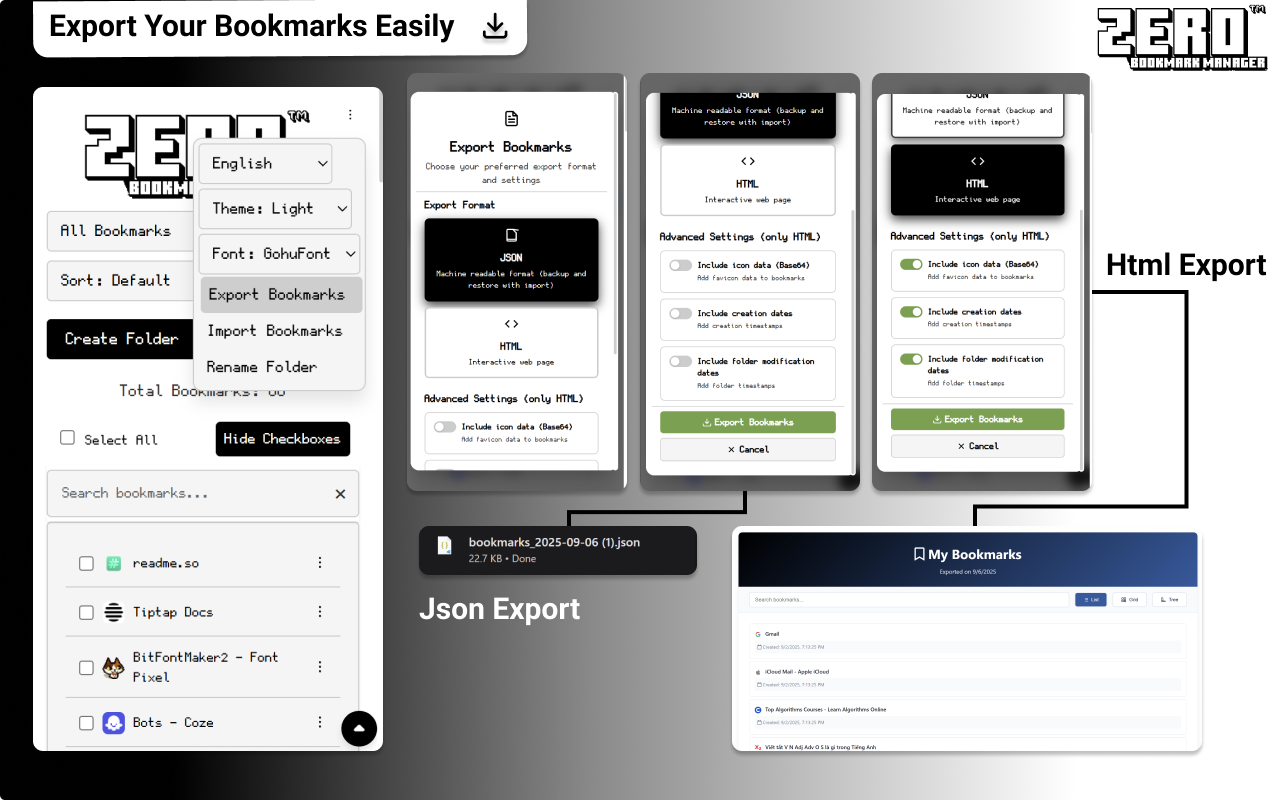 Export Your Bookmarks Easily
ZERO
TM
BOOKMARK MANAGER
ZERO
TM
English
Theme: Light
Font: GohuFont
Export Bookmarks
Import Bookmarks
Rename Folder
All Bookmarks
Sort: Default
Create Folder
Total Bookmarks:
Select All
Hide Checkboxes
Search bookmarks...
readme.so
Tiptap Docs
BitFontMaker2 - Font
Pixel
Bots - Coze
Export Bookmarks
Choose your preferred export format
and settings
Export Format
JSON
Machine readable format (backup and
restore with import)
HTML
Interactive web page
Advanced Settings (only HTML)
Include icon data (Base64)
Add favicon data to bookmarks
JSON
Machine readable format (backup and
restore with import)
HTML
Interactive web page
Advanced Settings (only HTML)
Include icon data (Base64)
Add favicon data to bookmarks
Include creation dates
Add creation timestamps
Include folder modification
dates
Add folder timestamps
Export Bookmarks
× Cancel
JSON
Machine readable format (backup and
restore with import)
HTML
Interactive web page
Advanced Settings (only HTML)
Include icon data (Base64)
Add favicon data to bookmarks
Include creation dates
Add creation timestamps
Include folder modification
dates
Add folder timestamps
Export Bookmarks
× Cancel
Html Export
bookmarks_2025-09-06 (1).json
22.7 KB • Done
Json Export
My Bookmarks
Exported on 9/6/2025
Search bookmarks...
List
Grid
Tree
Gmail
Created: 9/2/2025, 7:13:25 PM
iCloud Mail - Apple iCloud
Created: 9/2/2025, 7:13:25 PM
Top Algorithms Courses - Learn Algorithms Online
Created: 9/2/2025, 7:13:25 PM
Viết tắt V N Adj Adv O S là gì trong Tiếng Anh